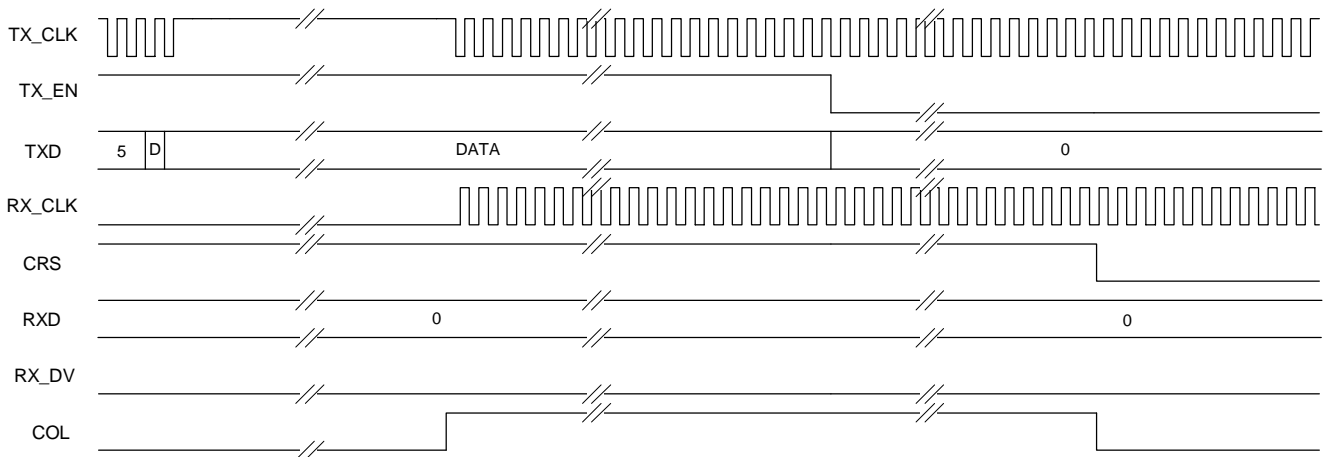 TX_CLK
TX_EN
TXD 5 D DATA 0
RX_CLK
CRS
RXD 0 0
RX_DV
COL